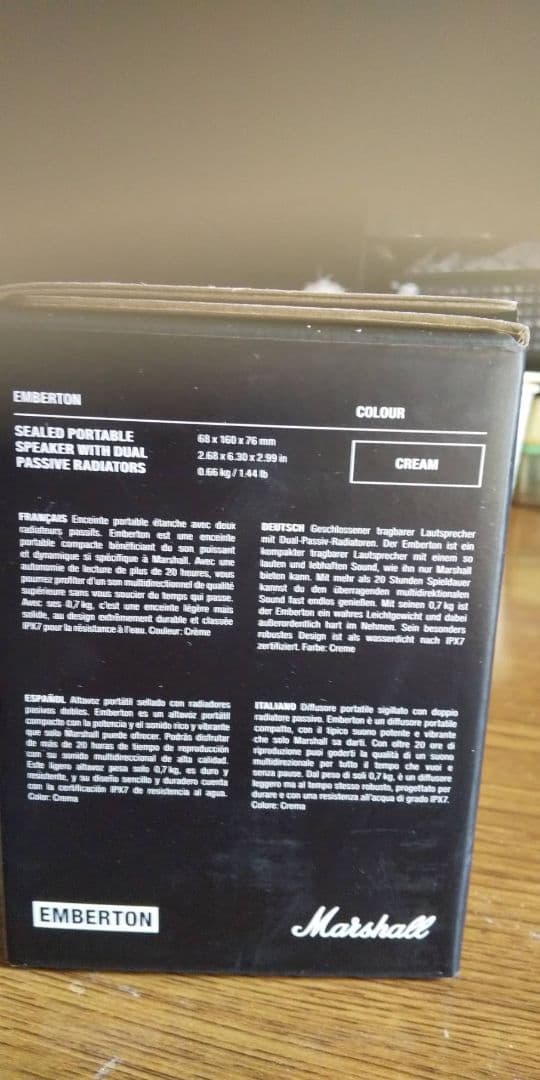 EMBERTON
COLOUR
SEALED PORTABLE
SPEAKER WITH DUAL
PASSIVE RADIATORS
68 x 160 x 76 mm
2.68 x 6.30 x 2.99 in
0.66 kg / 1.44 lb
CREAM
FRANÇAIS Enceinte portable étanche avec deux
radiateurs passifs. Emberton est une enceinte
portable compacte bénéficiant du son puissant
et dynamique si spécifique à Marshall. Avec une
autonomie de lecture de plus de 20 heures, vous
pourrez profiter d'un son multidirectionnel de qualité
supérieure sans vous soucier du temps qui passe.
Avec ses 0,7 kg, c'est une enceinte légère mais
solide, au design extrêmement durable et classée
IPX7 pour la résistance à l'eau. Couleur: Crème
DEUTSCH Geschlossener tragbarer Lautsprecher
mit Dual-Passiv-Radiatoren. Der Emberton ist ein
kompakter tragbarer Lautsprecher mit einem so
lauten und lebhaften Sound, wie ihn nur Marshall
bieten kann. Mit mehr als 20 Stunden Spieldauer
kannst du den überragenden multidirektionalen
Sound fast endlos genießen. Mit seinen 0,7 kg ist
der Emberton ein wahres Leichtgewicht und dabei
außerordentlich hart im Nehmen. Sein besonders
robustes Design ist als wasserdicht nach IPX7
zertifiziert. Farbe: Creme
ESPAÑOL Altavoz portátil sellado con radiadores
pasivos dobles. Emberton es un altavoz portátil
compacto con la potencia y el sonido rico y vibrante
que solo Marshall puede ofrecer. Podrás disfrutar
de más de 20 horas de tiempo de reproducción
con su sonido multidireccional de alta calidad.
Este ligero altavoz pesa solo 0,7 kg, es duro y
resistente, y su diseño sencillo y duradero cuenta
con la certificación IPX7 de resistencia al agua.
Color: Crema
ITALIANO Diffusore portatile sigillato con doppio
radiatore passivo. Emberton è un diffusore portatile
compatto, con il tipico suono potente e vibrante
che solo Marshall sa darti. Con oltre 20 ore di
riproduzione puoi goderti la qualità di un suono
multidirezionale per tutto il tempo che vuoi e
senza pause. Dal peso di soli 0,7 kg, è un diffusore
leggero ma al tempo stesso robusto, progettato per
durare e con una resistenza all'acqua di grado IPX7.
Colore: Crema
EMBERTON
Marshall